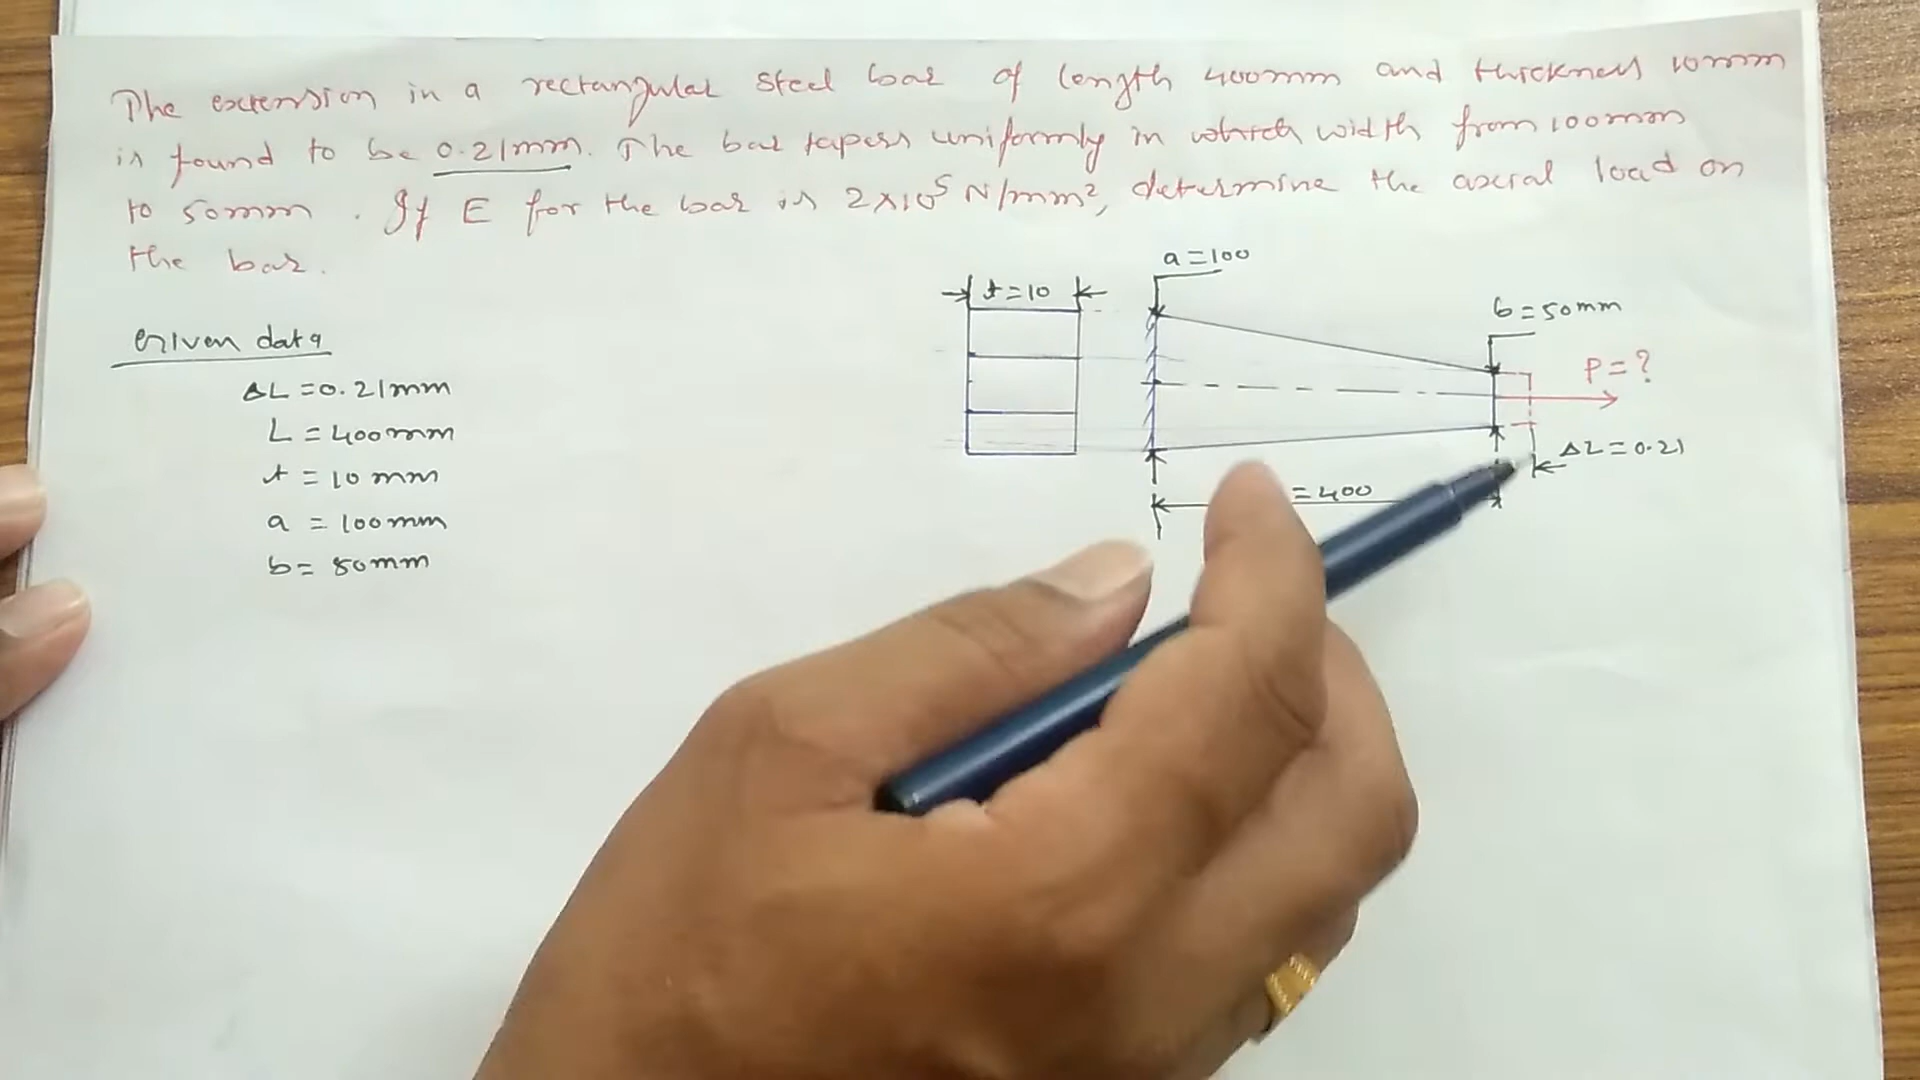 The extension in a rectangular steel bar of length 400mm and thickness 10mm
is found to be 0.21mm. The bar tapers uniformly in which width from 100mm
to 50mm. If E for the bar is 2×10⁵ N/mm², determine the axial load on
the bar.
a=100
t=10
b=50mm
Given data
P=?
ΔL=0.21mm
L=400mm
ΔL=0.21
t=10mm
=400
a=100mm
b=50mm